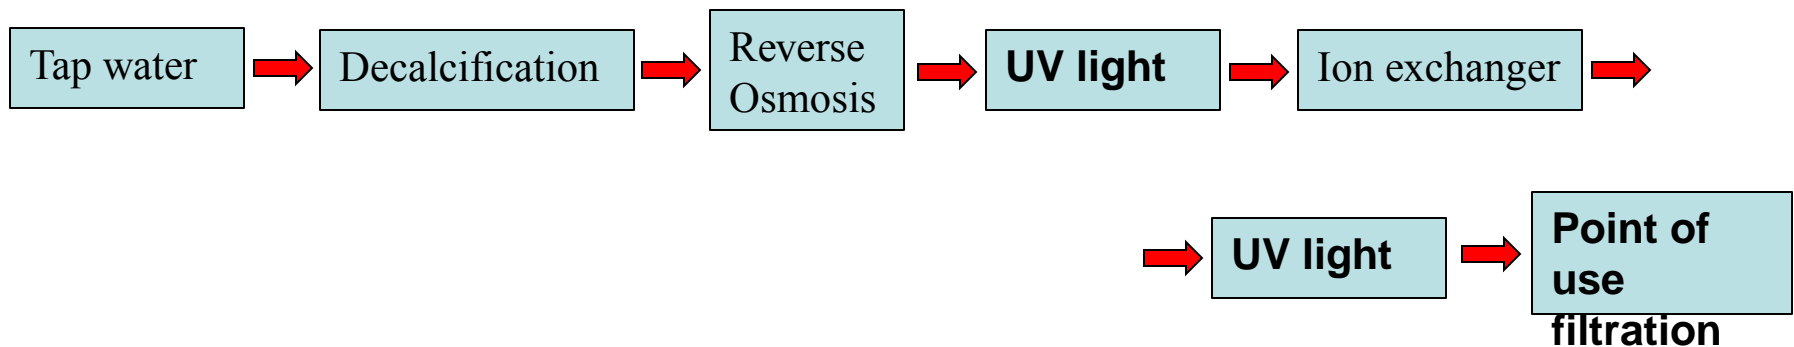 Tap water
Decalcification
Reverse
Osmosis
UV light
Ion exchanger
UV light
Point of
use
filtration